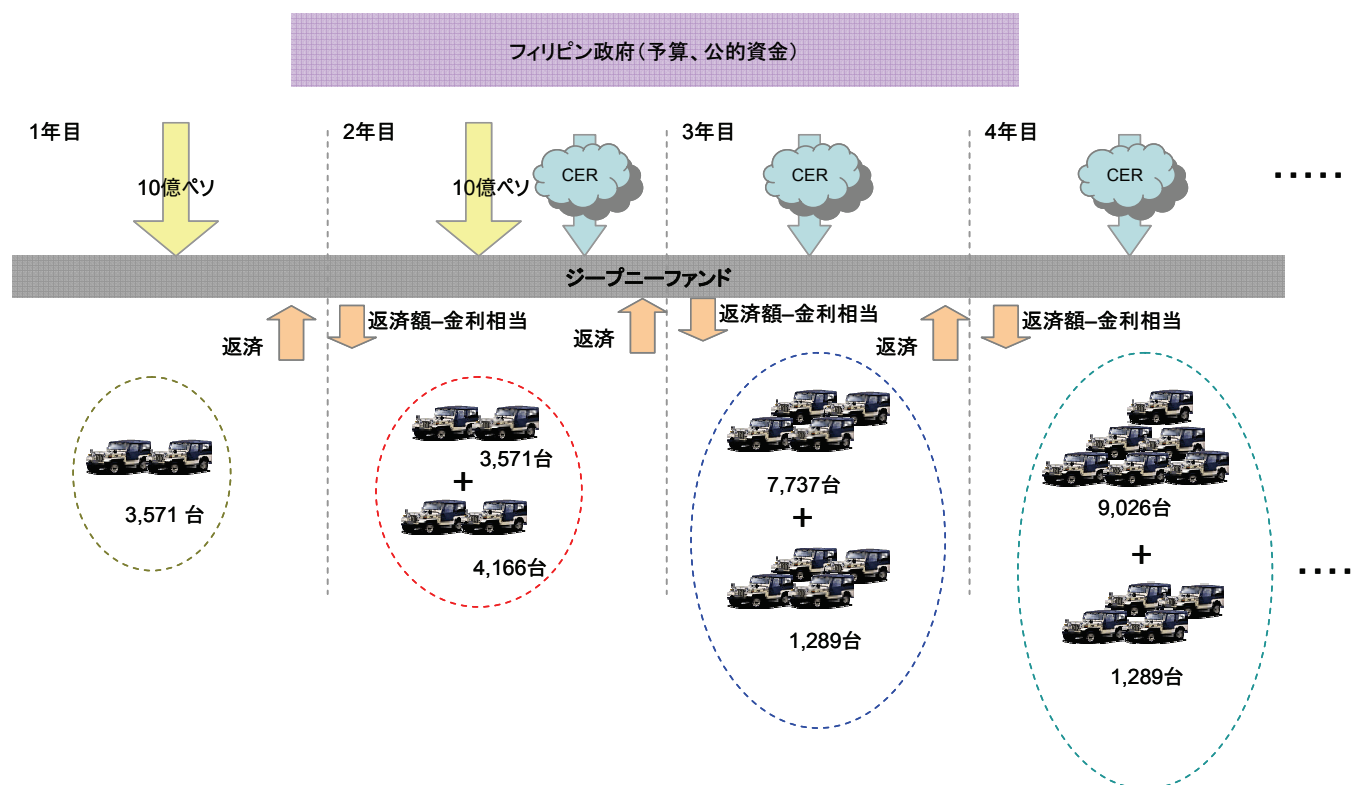 フィリピン政府（予算、公的資金）
1年目
2年目
3年目
4年目
10億ペソ
10億ペソ
CER
CER
CER
・・・・・
ジープニーファンド
返済
返済額−金利相当
返済
返済額−金利相当
返済
返済額−金利相当
3,571 台
3,571台
+
4,166台
7,737台
+
1,289台
9,026台
+
1,289台
・・・・